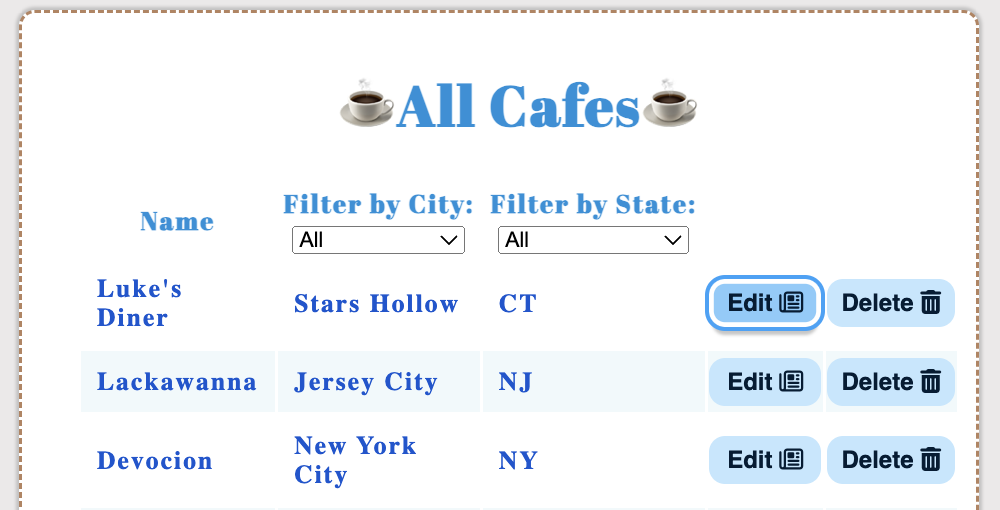 All Cafes
Name
Filter by City:
Filter by State:
All
All
Luke's
Diner
Stars Hollow
CT
Edit
Delete
Lackawanna
Jersey City
NJ
Edit
Delete
Devocion
New York
City
NY
Edit
Delete